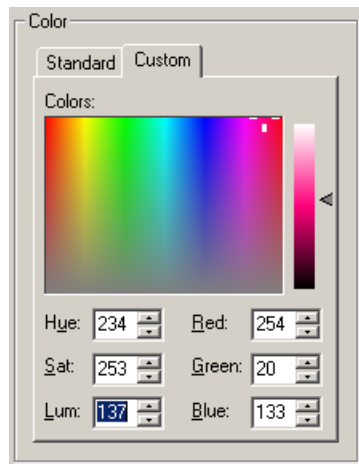 Color
Standard Custom
Colors:
Hue: 234 Red: 254
Sat: 253 Green: 20
Lum: 137 Blue: 133